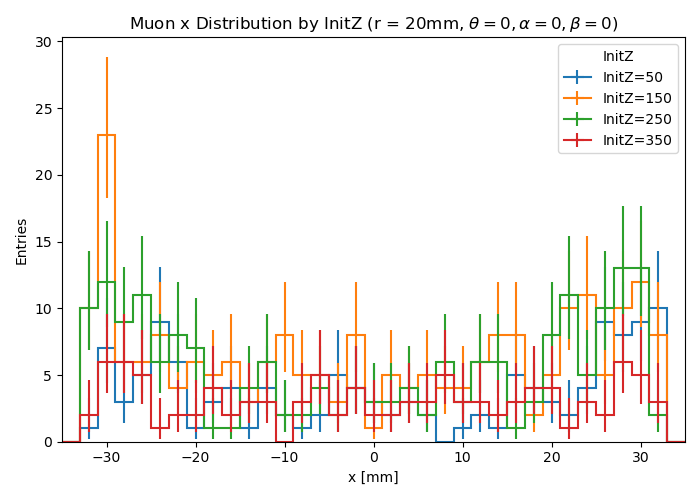 Muon x Distribution by InitZ (r = 20mm, θ = 0, α = 0, β = 0)
30
25
20
15
10
5
0
Entries
InitZ
InitZ=50
InitZ=150
InitZ=250
InitZ=350
−30 −20 −10 0 10 20 30
x [mm]